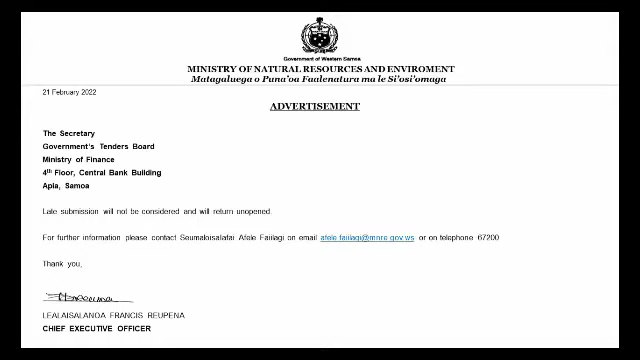 Government of Western Samoa
MINISTRY OF NATURAL RESOURCES AND ENVIROMENT
Matagaluega o Puna'oa Faalenatura ma le Si'osi'omaga
21 February 2022
ADVERTISEMENT
The Secretary
Government's Tenders Board
Ministry of Finance
4th Floor, Central Bank Building
Apia, Samoa
Late submission will not be considered and will return unopened.
For further information please contact Seumaloisalafai Afele Faiilagi on email afele.faiilagi@mnre.gov.ws or on telephone 67200
Thank you,
LEALAISALANOA FRANCIS REUPENA
CHIEF EXECUTIVE OFFICER